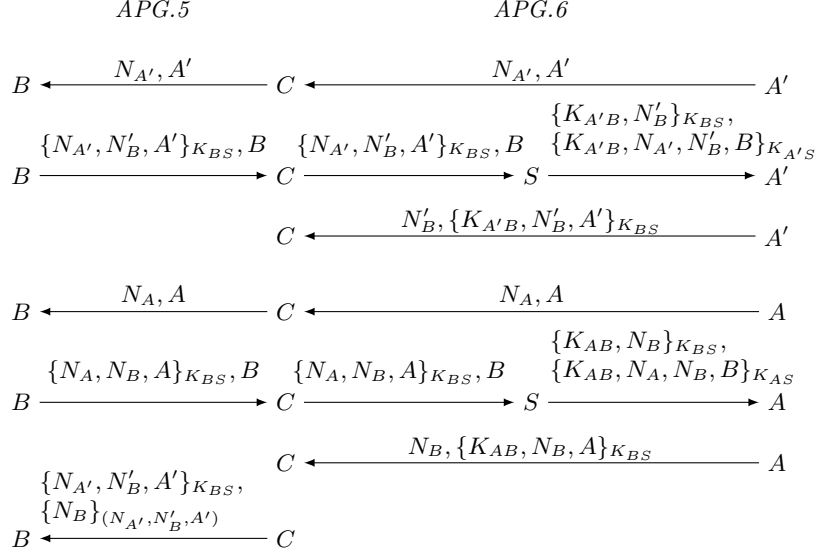 APG.5 APG.6
N_{A'}, A' N_{A'}, A'
B C A'
{K_{A'B}, N'_B}_{K_{BS}},
{N_{A'}, N'_B, A'}_{K_{BS}}, B {N_{A'}, N'_B, A'}_{K_{BS}}, B {K_{A'B}, N_{A'}, N'_B, B}_{K_{A'S}}
B C S A'
N'_B, {K_{A'B}, N'_B, A'}_{K_{BS}}
C A'
N_A, A N_A, A
B C A
{K_{AB}, N_B}_{K_{BS}},
{N_A, N_B, A}_{K_{BS}}, B {N_A, N_B, A}_{K_{BS}}, B {K_{AB}, N_A, N_B, B}_{K_{AS}}
B C S A
N_B, {K_{AB}, N_B, A}_{K_{BS}}
C A
{N_{A'}, N'_B, A'}_{K_{BS}},
{N_B}_{(N_{A'}, N'_B, A')}
B C